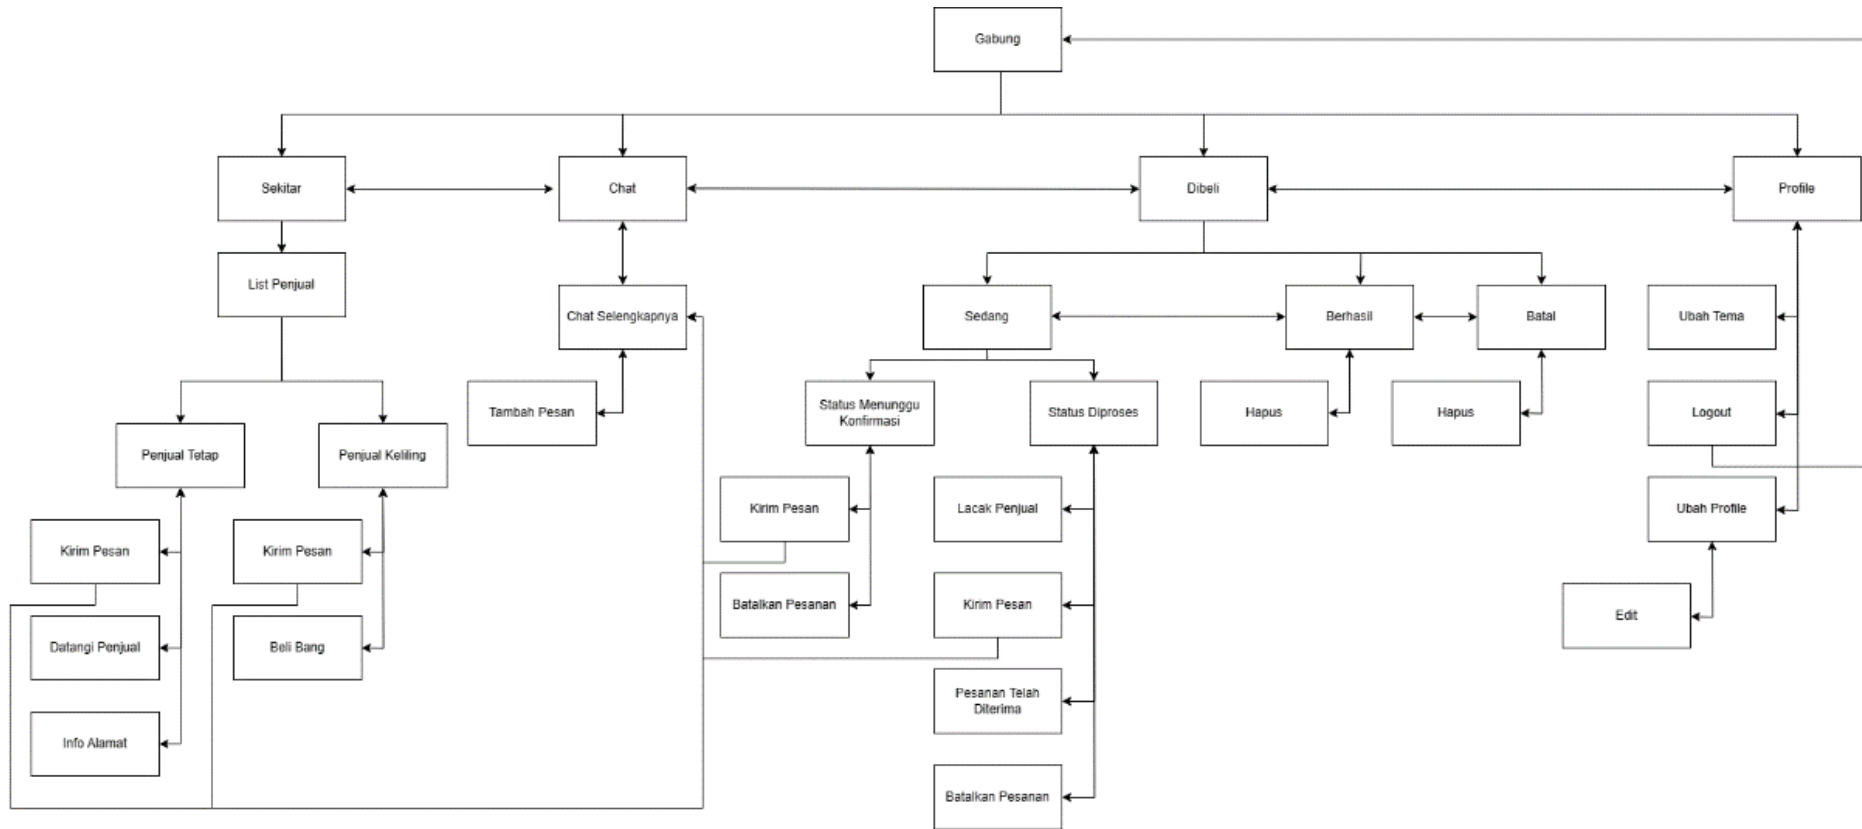 Gabung
Sekitar
Chat
Dibeli
Profile
List Penjual
Chat Selengkapnya
Sedang
Berhasil
Batal
Ubah Tema
Tambah Pesan
Status Menunggu
Konfirmasi
Status Diproses
Hapus
Hapus
Logout
Penjual Tetap
Penjual Keliling
Kirim Pesan
Lacak Penjual
Ubah Profile
Kirim Pesan
Kirim Pesan
Batalkan Pesanan
Kirim Pesan
Edit
Datangi Penjual
Beli Bang
Pesanan Telah
Diterima
Info Alamat
Batalkan Pesanan